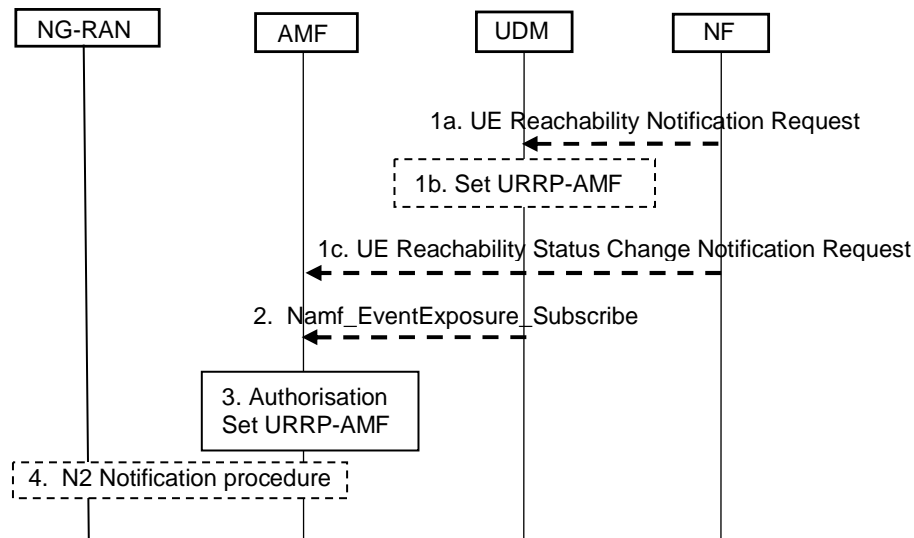 NG-RAN
AMF
UDM
NF
1a. UE Reachability Notification Request
1b. Set URRP-AMF
1c. UE Reachability Status Change Notification Request
2. Namf_EventExposure_Subscribe
3. Authorisation
Set URRP-AMF
4. N2 Notification procedure